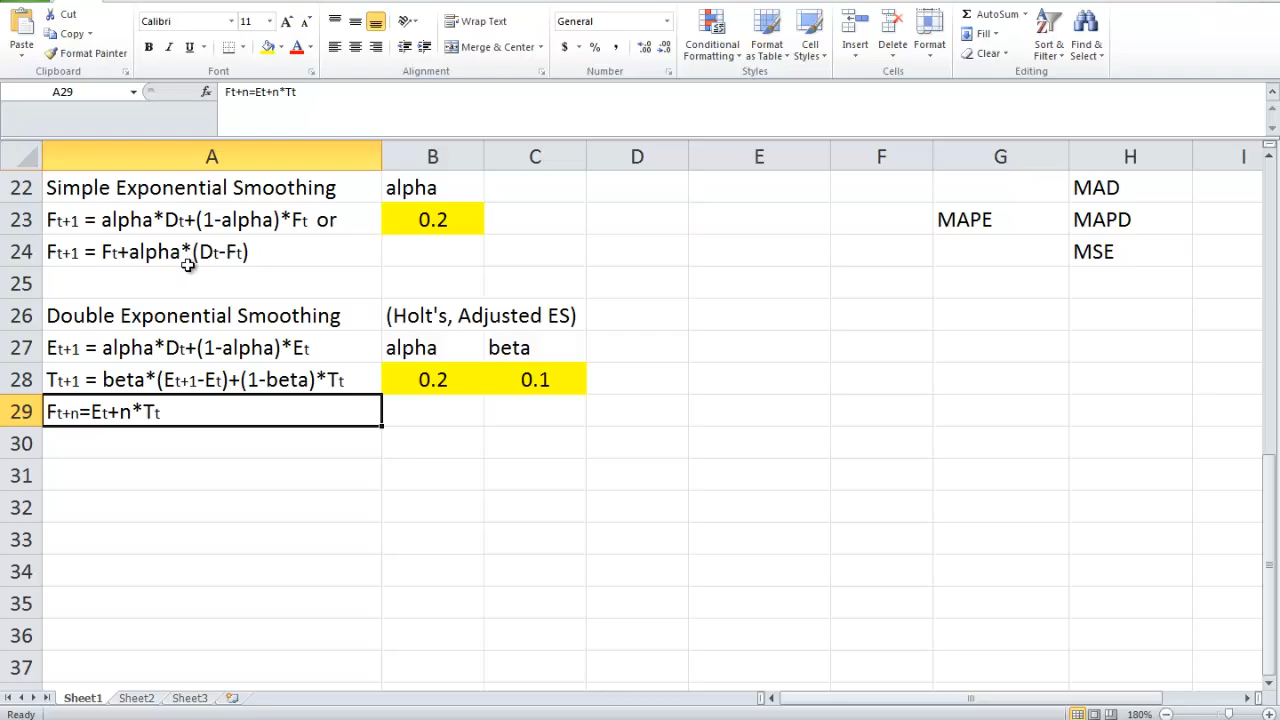 Cut
Copy
Format Painter
Paste
Clipboard
Calibri 11
B I U A
Font
Wrap Text
Merge & Center
Alignment
General
$ % ,
Number
Conditional Formatting
Format as Table
Cell Styles
Styles
Insert Delete Format
Cells
AutoSum
Fill
Clear
Sort & Filter
Find & Select
Editing
A29 fx Ft+n=Et+n*Tt
A B C D E F G H I
22 Simple Exponential Smoothing alpha MAD
23 Ft+1 = alpha*Dt+(1-alpha)*Ft or 0.2 MAPE MAPD
24 Ft+1 = Ft+alpha*(Dt-Ft) MSE
25
26 Double Exponential Smoothing (Holt's, Adjusted ES)
27 Et+1 = alpha*Dt+(1-alpha)*Et alpha beta
28 Tt+1 = beta*(Et+1-Et)+(1-beta)*Tt 0.2 0.1
29 Ft+n=Et+n*Tt
30
31
32
33
34
35
36
37
Sheet1 Sheet2 Sheet3
Ready 180%